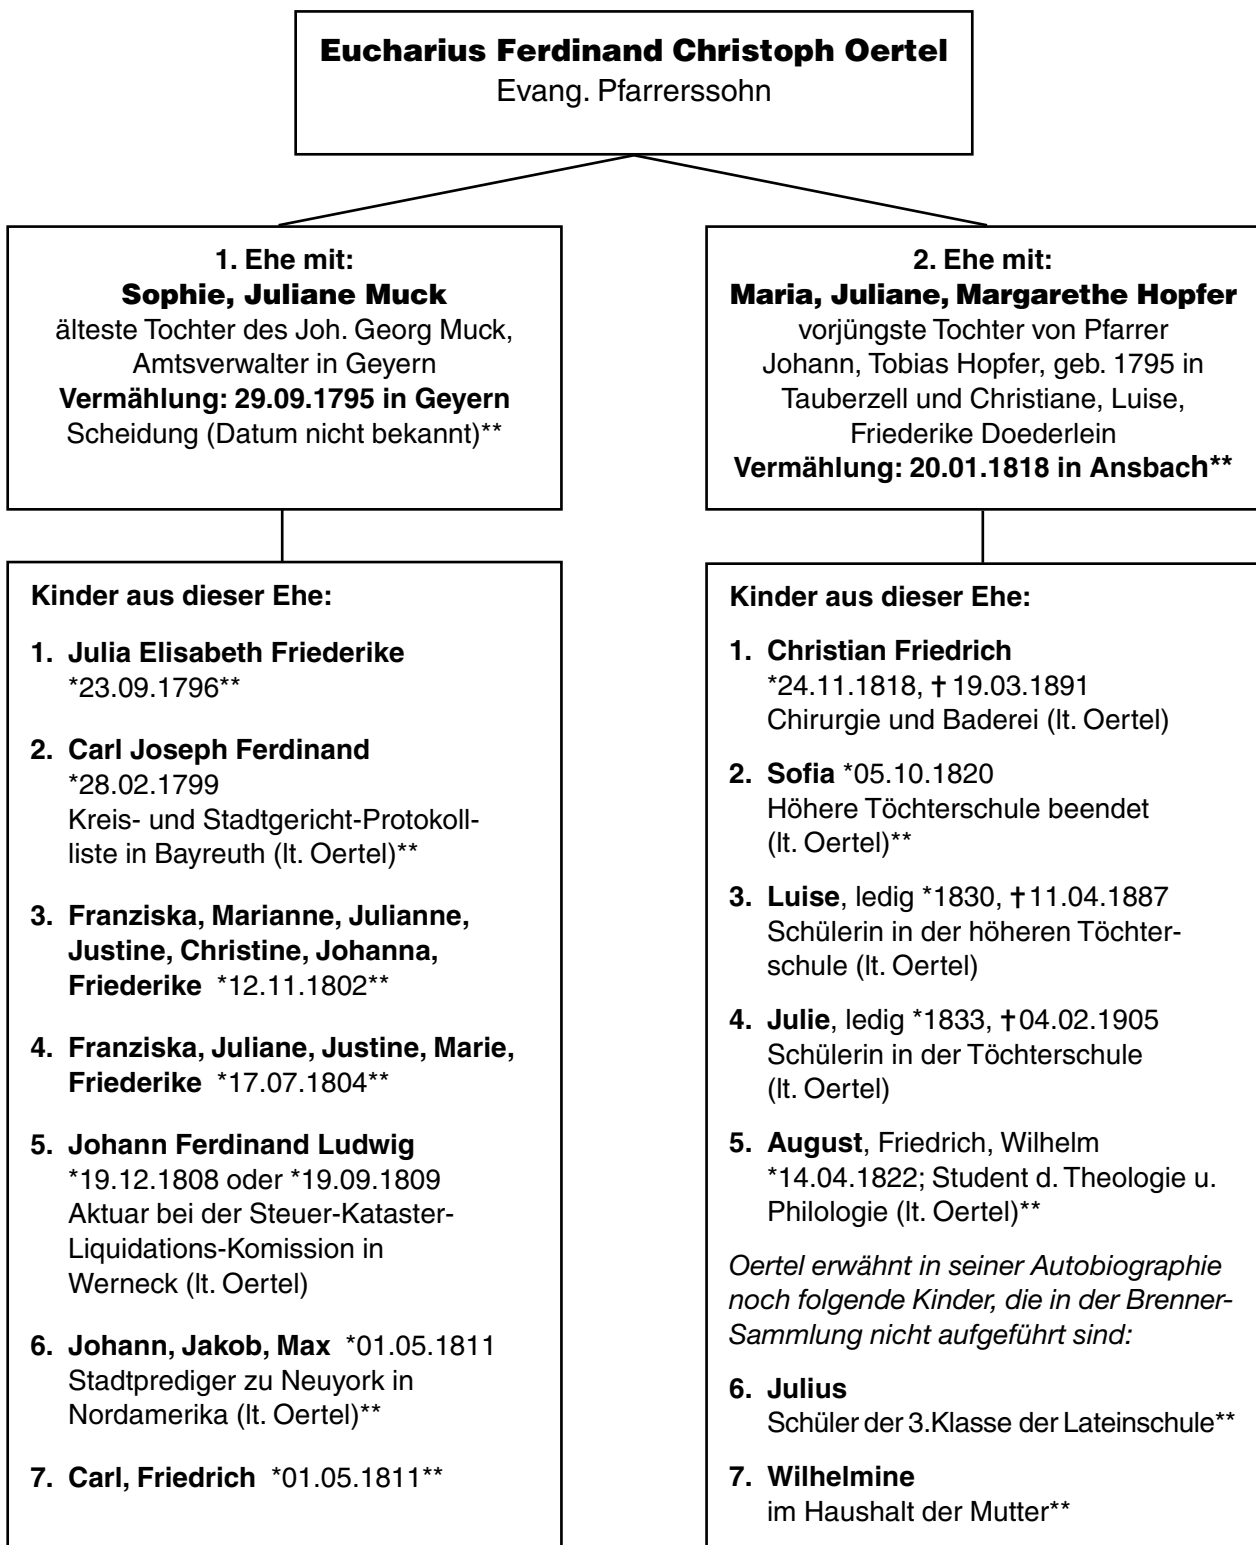 Eucharius Ferdinand Christoph Oertel
Evang. Pfarrerssohn
1. Ehe mit:
Sophie, Juliane Muck
älteste Tochter des Joh. Georg Muck,
Amtsverwalter in Geyern
Vermählung: 29.09.1795 in Geyern
Scheidung (Datum nicht bekannt)**
2. Ehe mit:
Maria, Juliane, Margarethe Hopfer
vorjüngste Tochter von Pfarrer
Johann, Tobias Hopfer, geb. 1795 in
Tauberzell und Christiane, Luise,
Friederike Doederlein
Vermählung: 20.01.1818 in Ansbach**
Kinder aus dieser Ehe:
1. Julia Elisabeth Friederike
*23.09.1796**
2. Carl Joseph Ferdinand
*28.02.1799
Kreis- und Stadtgericht-Protokoll-
liste in Bayreuth (lt. Oertel)**
3. Franziska, Marianne, Julianne,
Justine, Christine, Johanna,
Friederike *12.11.1802**
4. Franziska, Juliane, Justine, Marie,
Friederike *17.07.1804**
5. Johann Ferdinand Ludwig
*19.12.1808 oder *19.09.1809
Aktuar bei der Steuer-Kataster-
Liquidations-Komission in
Werneck (lt. Oertel)
6. Johann, Jakob, Max *01.05.1811
Stadtprediger zu Neuyork in
Nordamerika (lt. Oertel)**
7. Carl, Friedrich *01.05.1811**
Kinder aus dieser Ehe:
1. Christian Friedrich
*24.11.1818, †19.03.1891
Chirurgie und Baderei (lt. Oertel)
2. Sofia *05.10.1820
Höhere Töchterschule beendet
(lt. Oertel)**
3. Luise, ledig *1830, †11.04.1887
Schülerin in der höheren Töchter-
schule (lt. Oertel)
4. Julie, ledig *1833, †04.02.1905
Schülerin in der Töchterschule
(lt. Oertel)
5. August, Friedrich, Wilhelm
*14.04.1822; Student d. Theologie u.
Philologie (lt. Oertel)**
Oertel erwähnt in seiner Autobiographie
noch folgende Kinder, die in der Brenner-
Sammlung nicht aufgeführt sind:
6. Julius
Schüler der 3.Klasse der Lateinschule**
7. Wilhelmine
im Haushalt der Mutter**